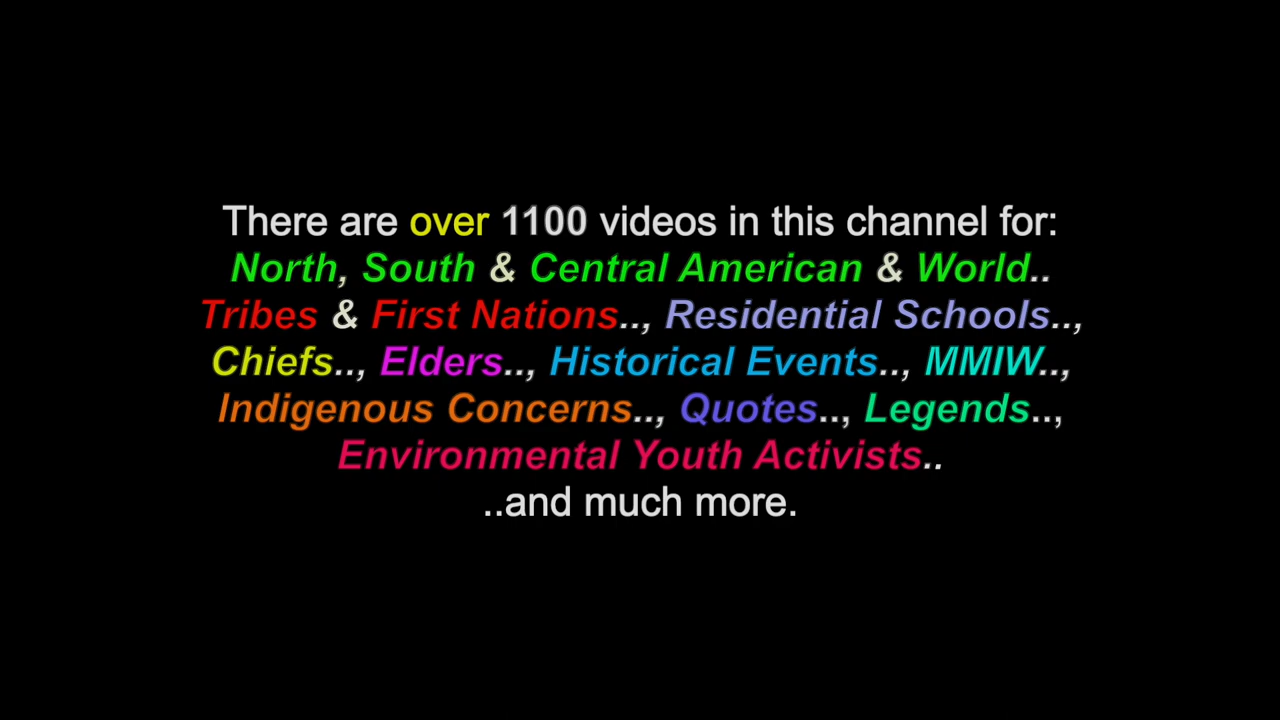 There are over 1100 videos in this channel for:
North, South & Central American & World..
Tribes & First Nations.., Residential Schools..,
Chiefs.., Elders.., Historical Events.., MMIW..,
Indigenous Concerns.., Quotes.., Legends..,
Environmental Youth Activists..
..and much more.